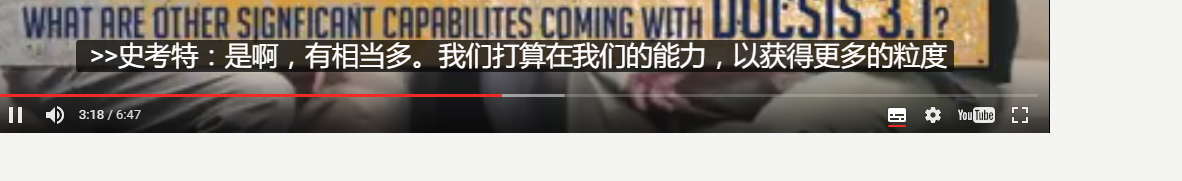 WHAT ARE OTHER SIGNFICANT CAPABILITES COMING WITH DOCSIS 3.1?
>>史考特：是啊，有相当多。我们打算在我们的能力，以获得更多的粒度
3:18 / 6:47
YouTube